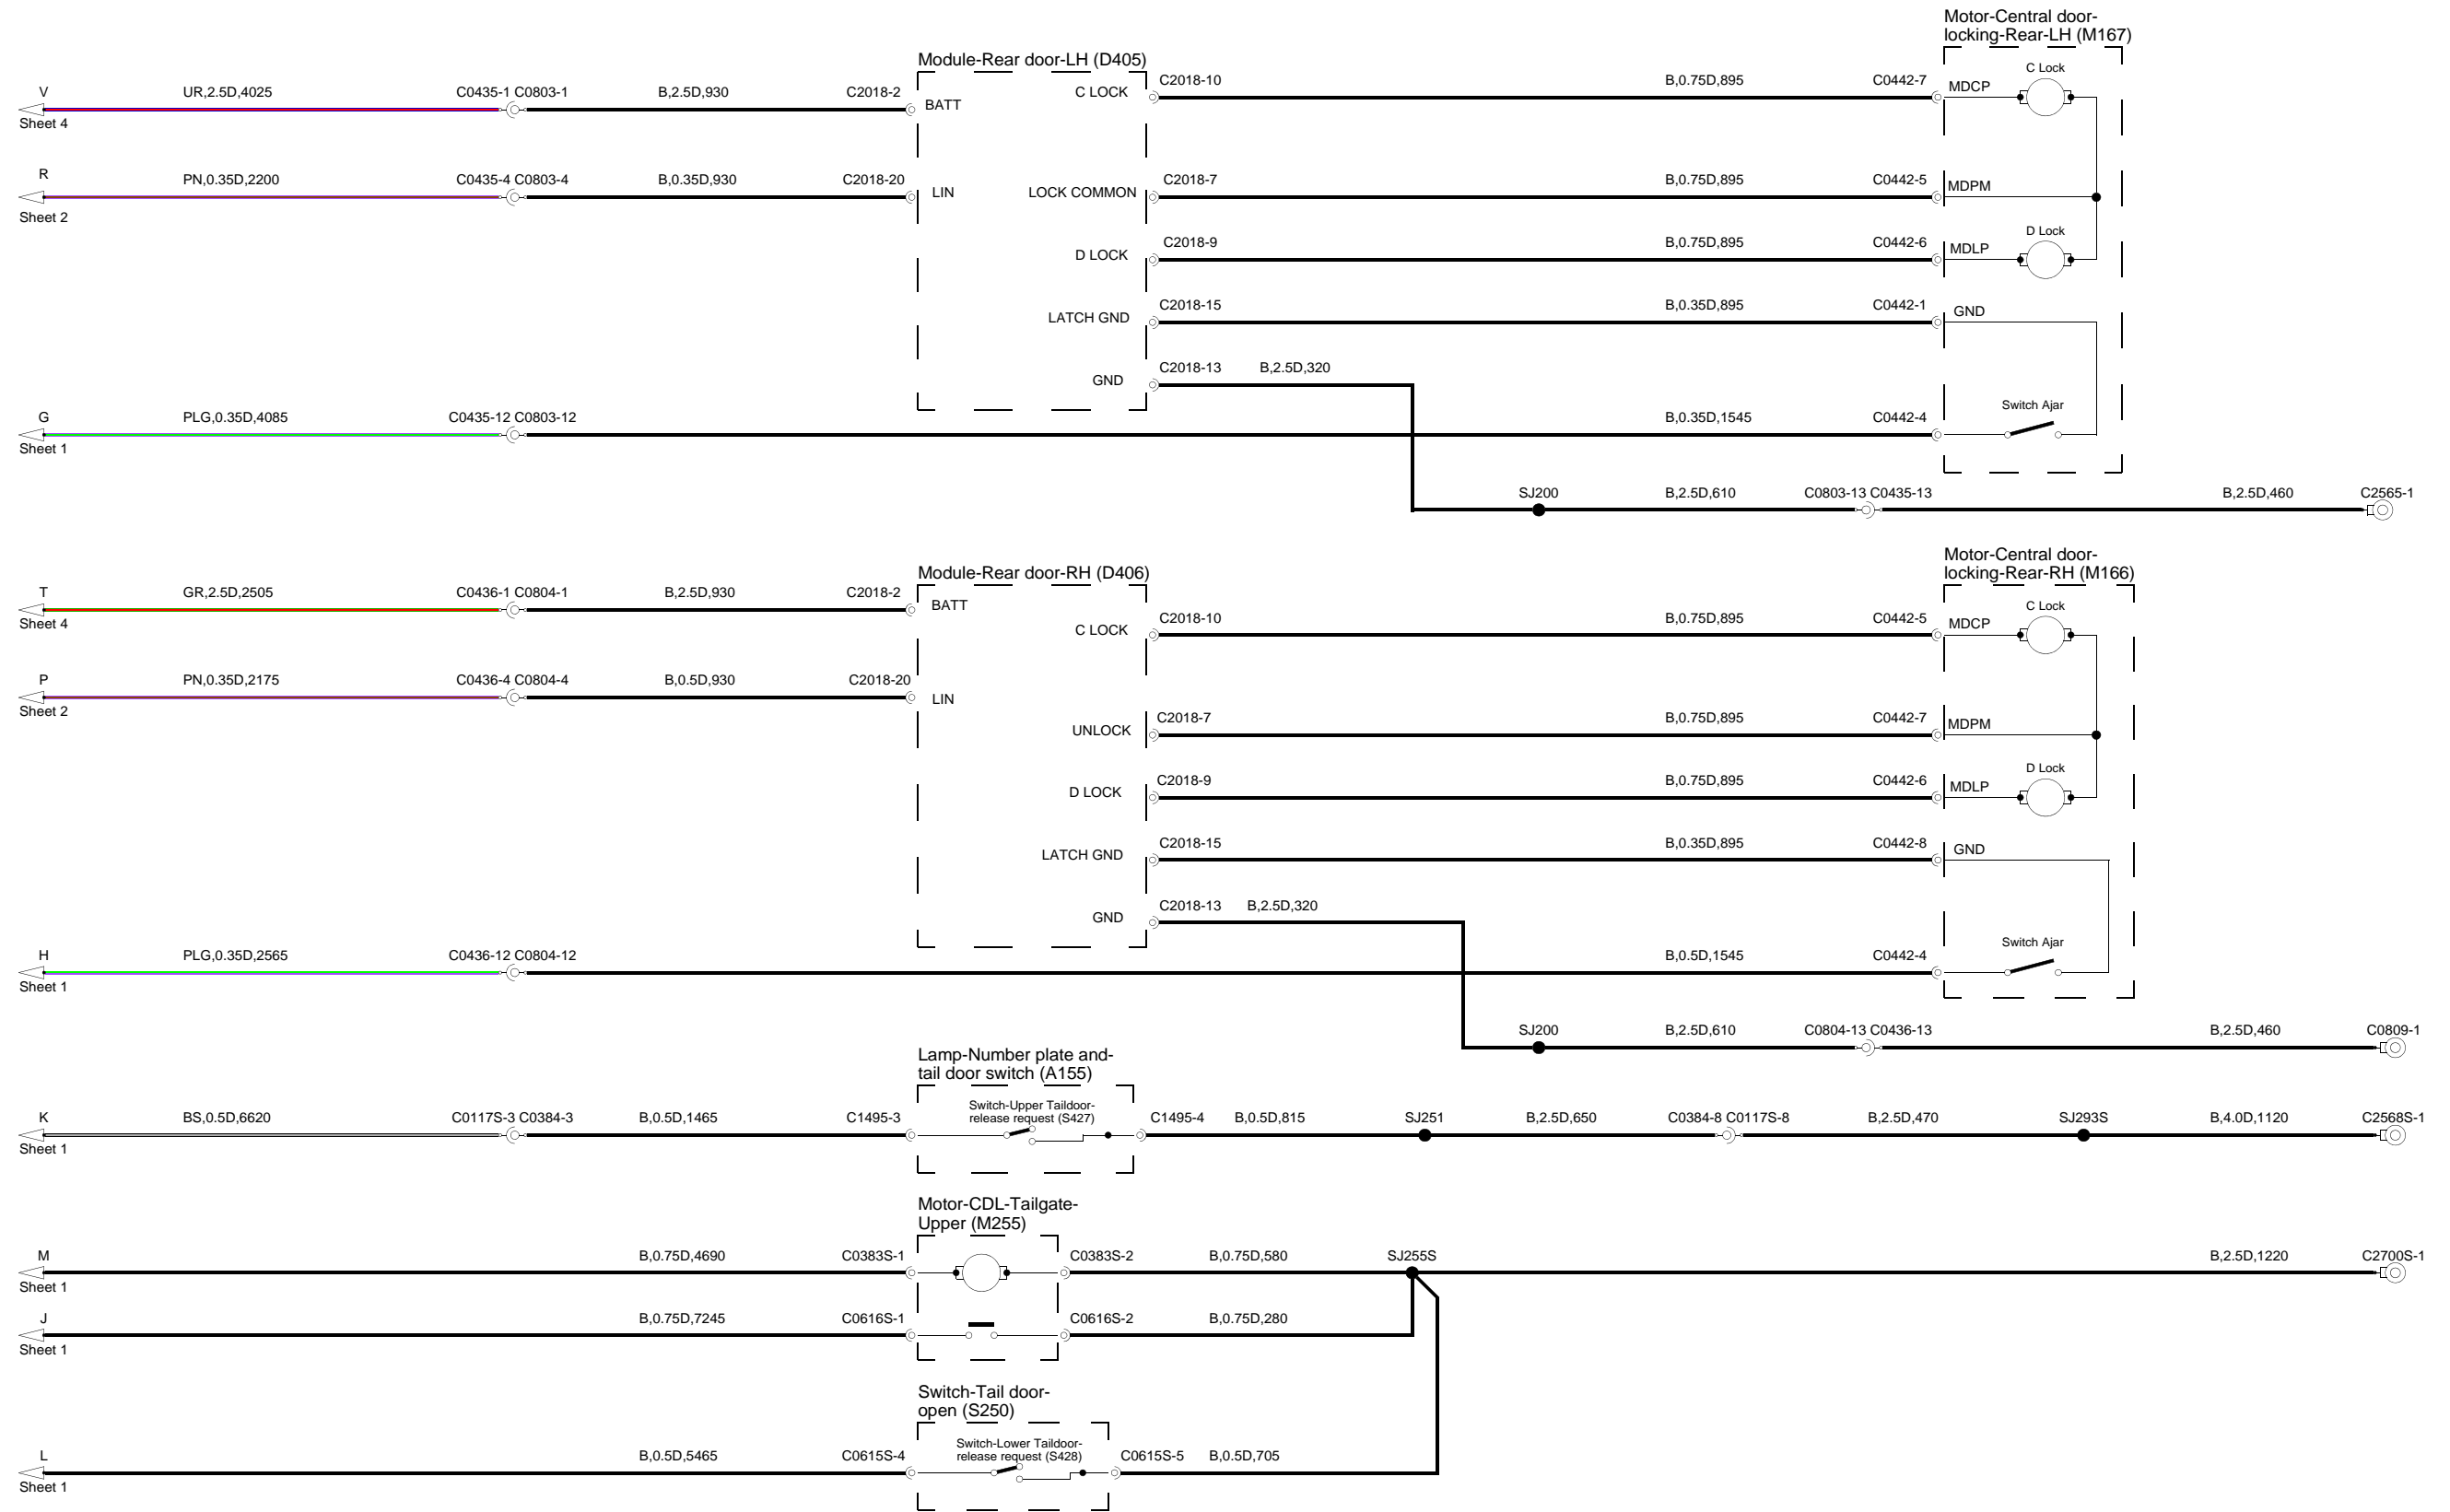 Motor-Central door-
locking-Rear-LH (M167)
Module-Rear door-LH (D405)
V
UR,2.5D,4025
C0435-1 C0803-1
B,2.5D,930
C2018-2
BATT
C LOCK
C2018-10
B,0.75D,895
C0442-7
MDCP
C Lock
Sheet 4
R
PN,0.35D,2200
C0435-4 C0803-4
B,0.35D,930
C2018-20
LIN
LOCK COMMON
C2018-7
B,0.75D,895
C0442-5
MDPM
Sheet 2
D LOCK
C2018-9
B,0.75D,895
C0442-6
MDLP
D Lock
LATCH GND
C2018-15
B,0.35D,895
C0442-1
GND
GND
C2018-13
B,2.5D,320
G
PLG,0.35D,4085
C0435-12 C0803-12
B,0.35D,1545
C0442-4
Switch Ajar
Sheet 1
SJ200
B,2.5D,610
C0803-13 C0435-13
B,2.5D,460
C2565-1
Motor-Central door-
locking-Rear-RH (M166)
Module-Rear door-RH (D406)
T
GR,2.5D,2505
C0436-1 C0804-1
B,2.5D,930
C2018-2
BATT
C LOCK
C2018-10
B,0.75D,895
C0442-5
MDCP
C Lock
Sheet 4
P
PN,0.35D,2175
C0436-4 C0804-4
B,0.5D,930
C2018-20
LIN
Sheet 2
UNLOCK
C2018-7
B,0.75D,895
C0442-7
MDPM
D LOCK
C2018-9
B,0.75D,895
C0442-6
MDLP
D Lock
LATCH GND
C2018-15
B,0.35D,895
C0442-8
GND
GND
C2018-13
B,2.5D,320
H
PLG,0.35D,2565
C0436-12 C0804-12
B,0.5D,1545
C0442-4
Switch Ajar
Sheet 1
SJ200
B,2.5D,610
C0804-13 C0436-13
B,2.5D,460
C0809-1
Lamp-Number plate and-
tail door switch (A155)
K
BS,0.5D,6620
C0117S-3 C0384-3
B,0.5D,1465
C1495-3
Switch-Upper Taildoor-
release request (S427)
C1495-4
B,0.5D,815
SJ251
B,2.5D,650
C0384-8 C0117S-8
B,2.5D,470
SJ293S
B,4.0D,1120
C2568S-1
Sheet 1
Motor-CDL-Tailgate-
Upper (M255)
M
B,0.75D,4690
C0383S-1
C0383S-2
B,0.75D,580
SJ255S
B,2.5D,1220
C2700S-1
Sheet 1
J
B,0.75D,7245
C0616S-1
C0616S-2
B,0.75D,280
Sheet 1
Switch-Tail door-
open (S250)
L
B,0.5D,5465
C0615S-4
Switch-Lower Taildoor-
release request (S428)
C0615S-5
B,0.5D,705
Sheet 1